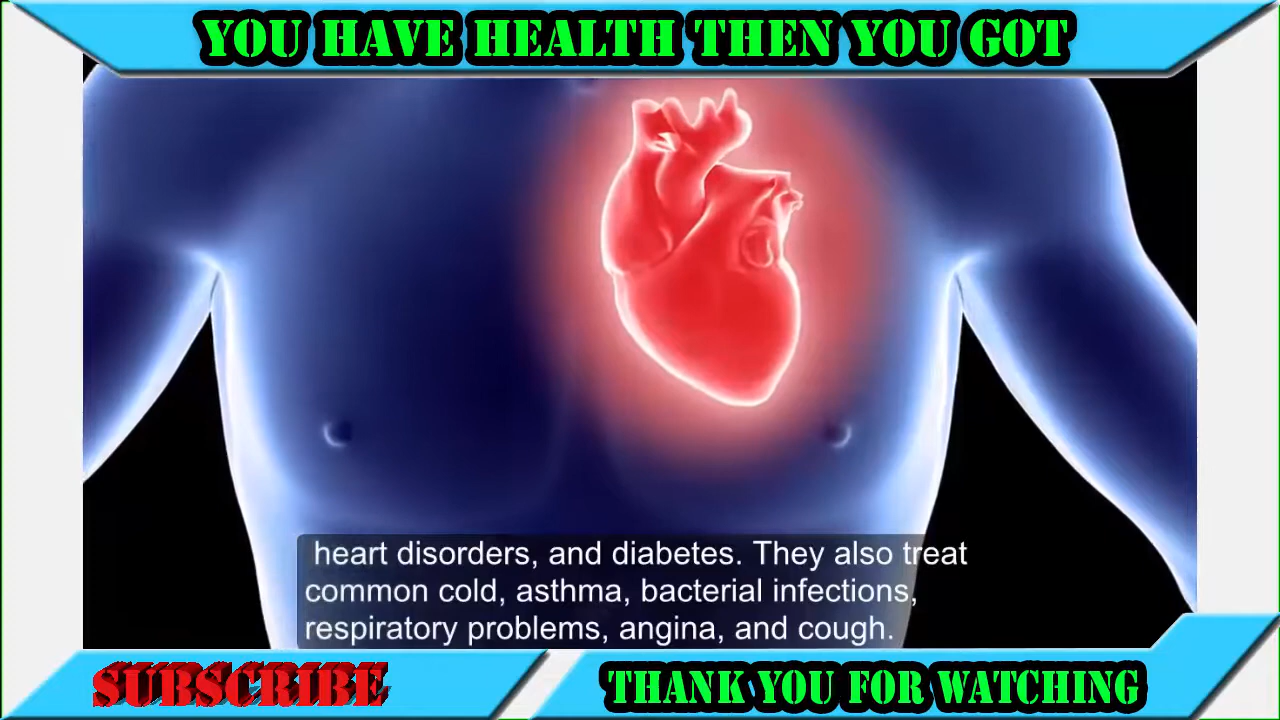 YOU HAVE HEALTH THEN YOU GOT
heart disorders, and diabetes. They also treat
common cold, asthma, bacterial infections,
respiratory problems, angina, and cough.
SUBSCRIBE
THANK YOU FOR WATCHING